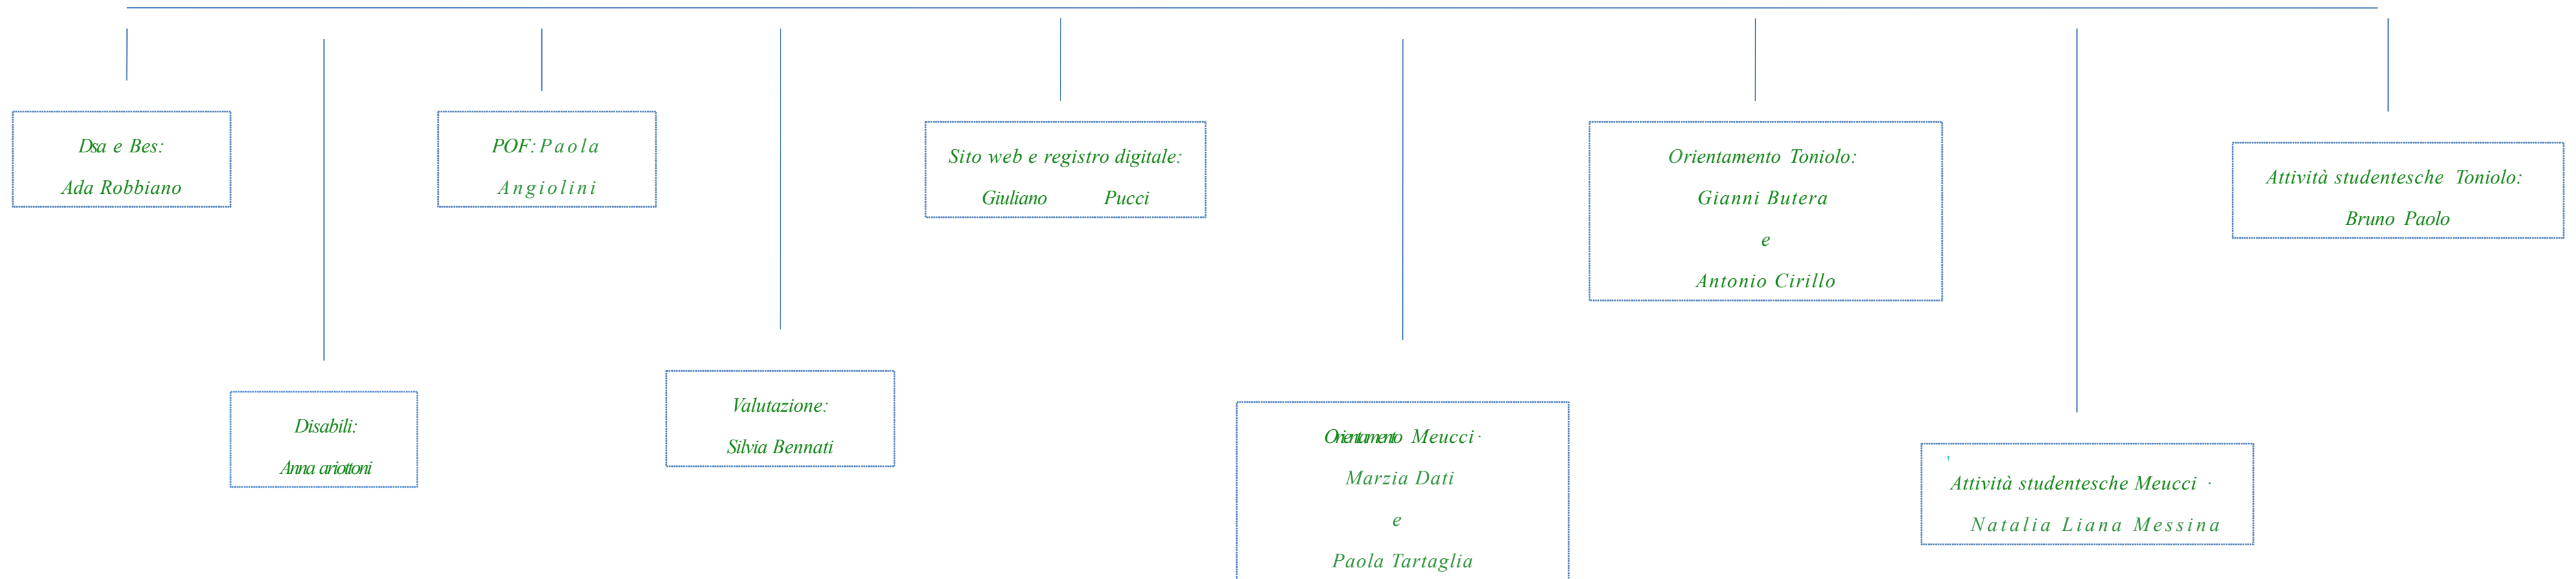 Dsa e Bes:
Ada Robbiano
Disabili:
Anna ariottoni
POF: Paola
Angiolini
Valutazione:
Silvia Bennati
Sito web e registro digitale:
Giuliano Pucci
Orientamento Meucci·
Marzia Dati
e
Paola Tartaglia
Orientamento Toniolo:
Gianni Butera
e
Antonio Cirillo
Attività studentesche Meucci ·
Natalia Liana Messina
Attività studentesche Toniolo:
Bruno Paolo